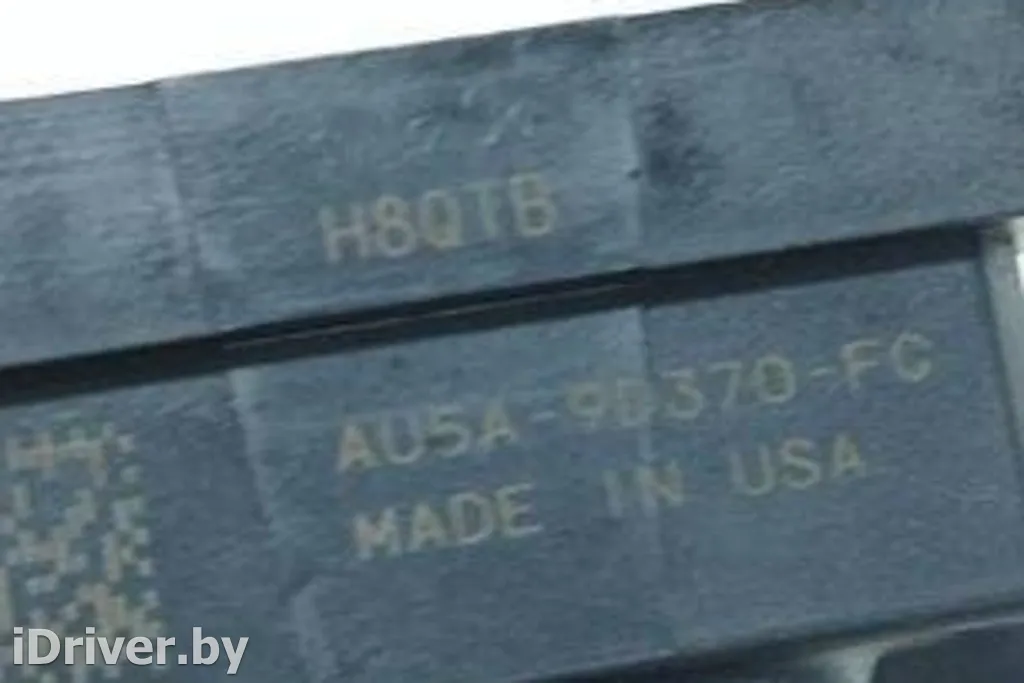 H8QTB
AU5A-9D370-FC
MADE IN USA
iDriver.by